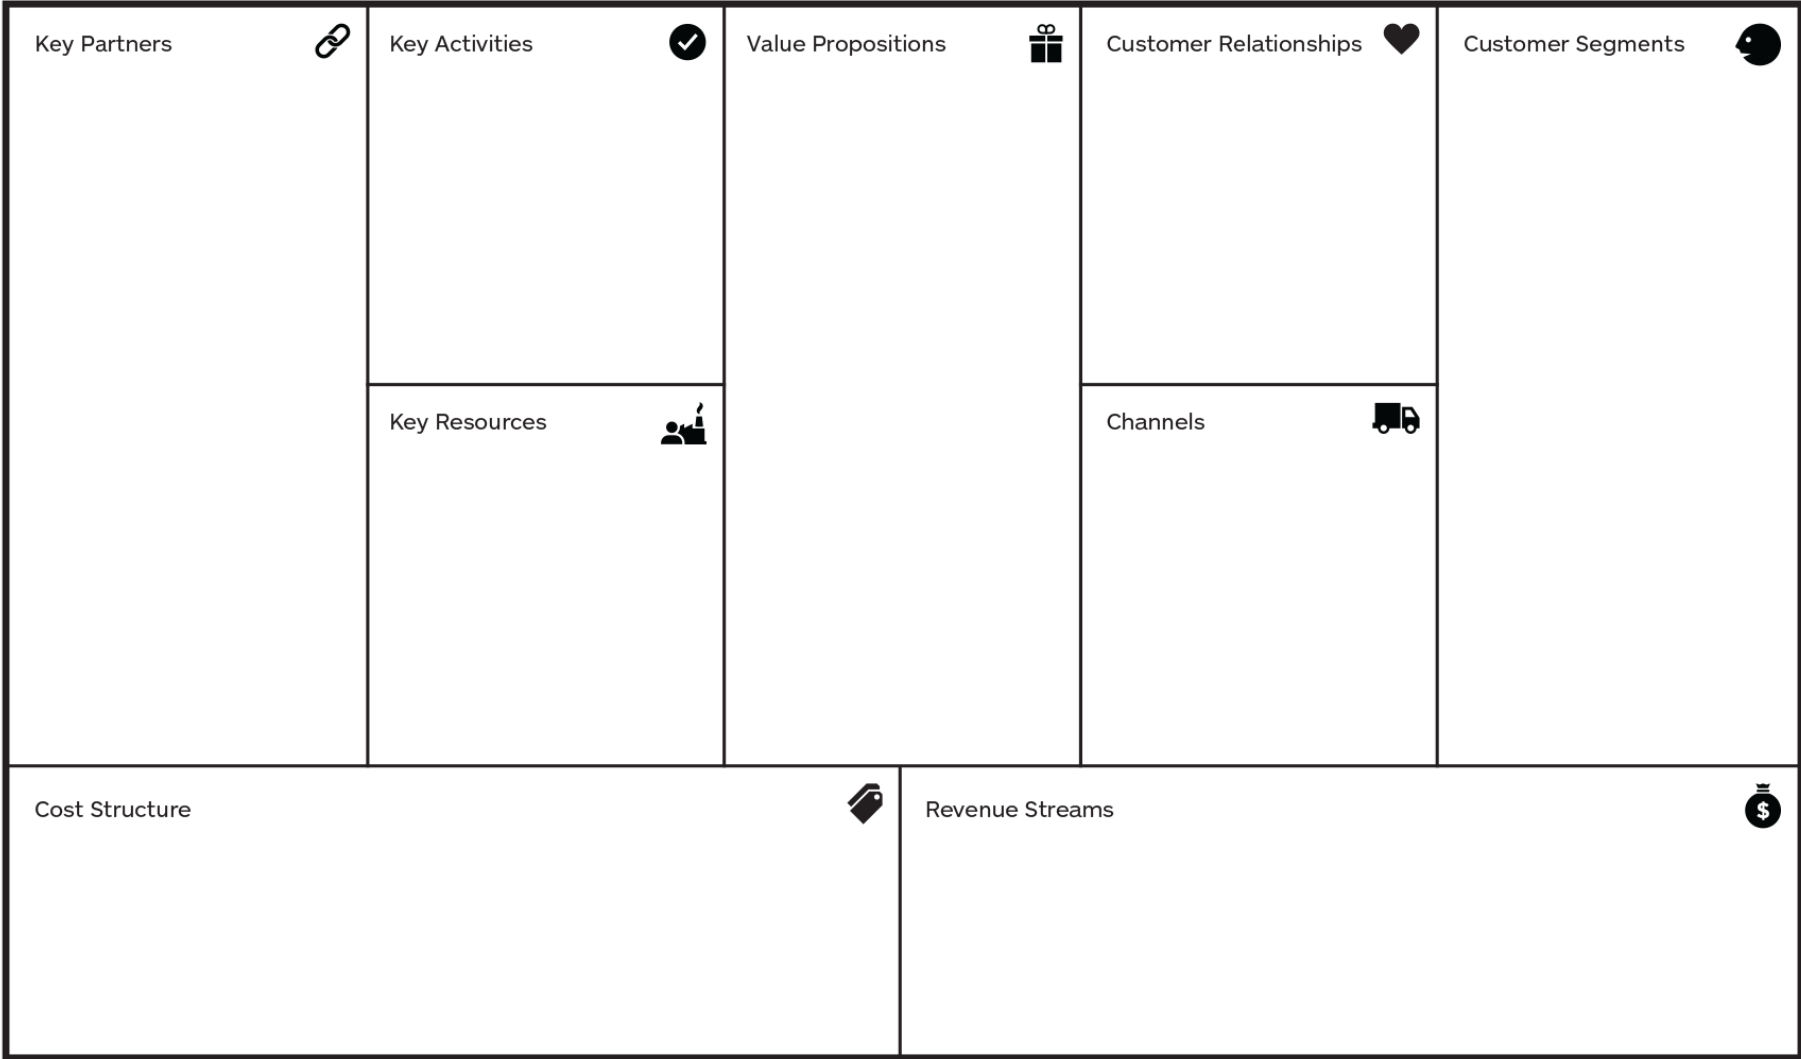 Key Partners
Key Activities
Value Propositions
Customer Relationships
Customer Segments
Key Resources
Channels
Cost Structure
Revenue Streams
$